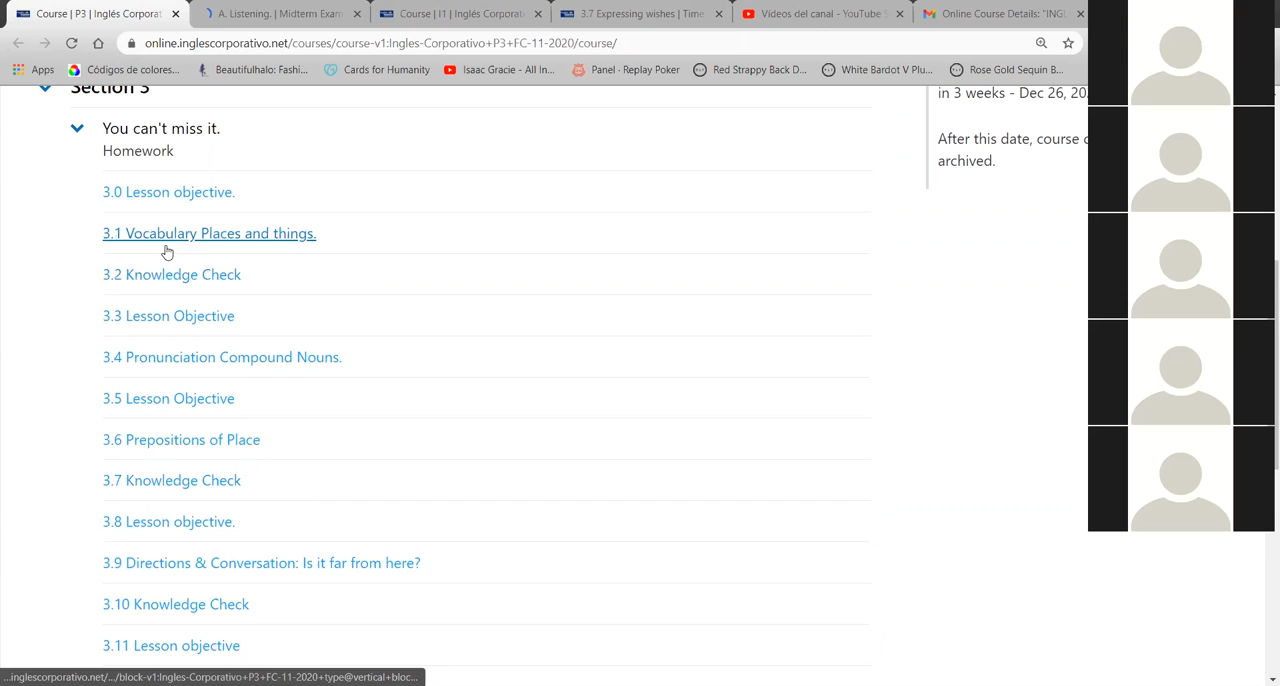 Course | P3 | Inglés Corporat
A. Listening. | Midterm Exam
Course | I1 | Inglés Corporati
3.7 Expressing wishes | Time
Vídeos del canal - YouTube S
Online Course Details: "INGL
online.inglescorporativo.net/courses/course-v1:Ingles-Corporativo+P3+FC-11-2020/course/
Apps
Códigos de colores...
Beautifulhalo: Fashi...
Cards for Humanity
Isaac Gracie - All In...
Panel · Replay Poker
Red Strappy Back D...
White Bardot V Plu...
Rose Gold Sequin B...
Section 3
in 3 weeks - Dec 26, 20
You can't miss it.
Homework
After this date, course c
archived.
3.0 Lesson objective.
3.1 Vocabulary Places and things.
3.2 Knowledge Check
3.3 Lesson Objective
3.4 Pronunciation Compound Nouns.
3.5 Lesson Objective
3.6 Prepositions of Place
3.7 Knowledge Check
3.8 Lesson objective.
3.9 Directions & Conversation: Is it far from here?
3.10 Knowledge Check
3.11 Lesson objective
...inglescorporativo.net/.../block-v1:Ingles-Corporativo+P3+FC-11-2020+type@vertical+bloc...